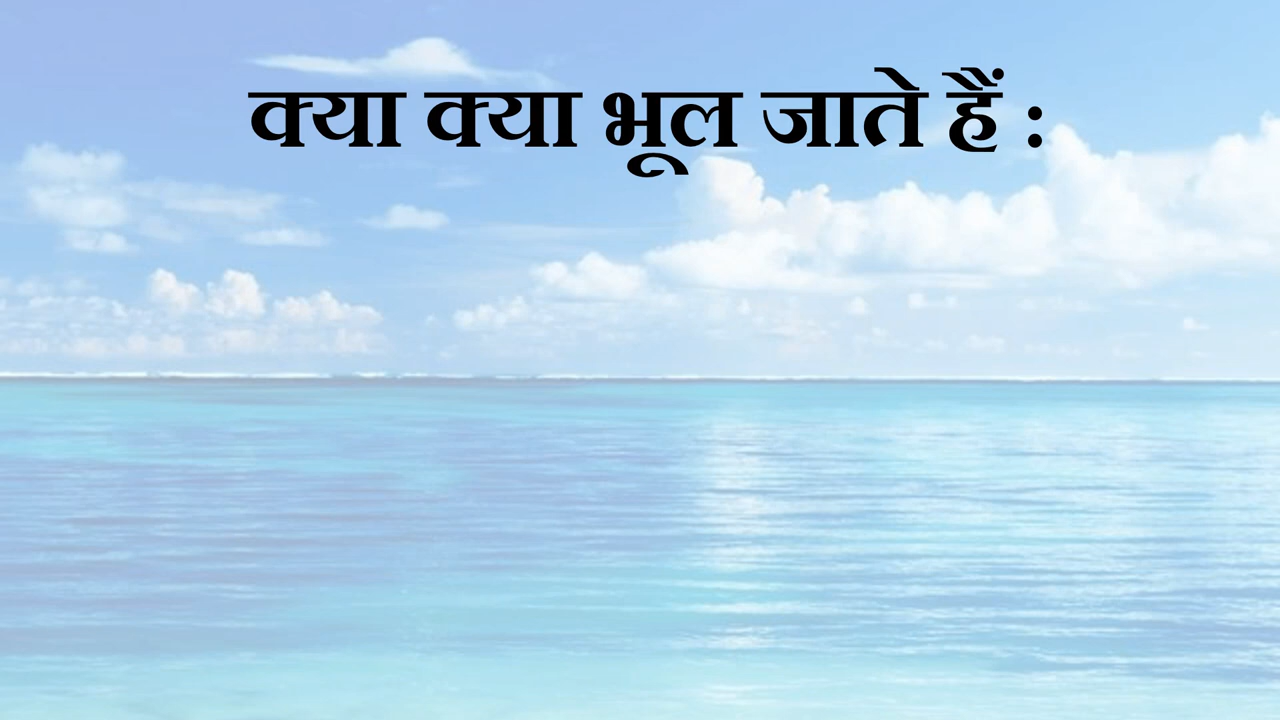 क्या क्या भूल जाते हैं :